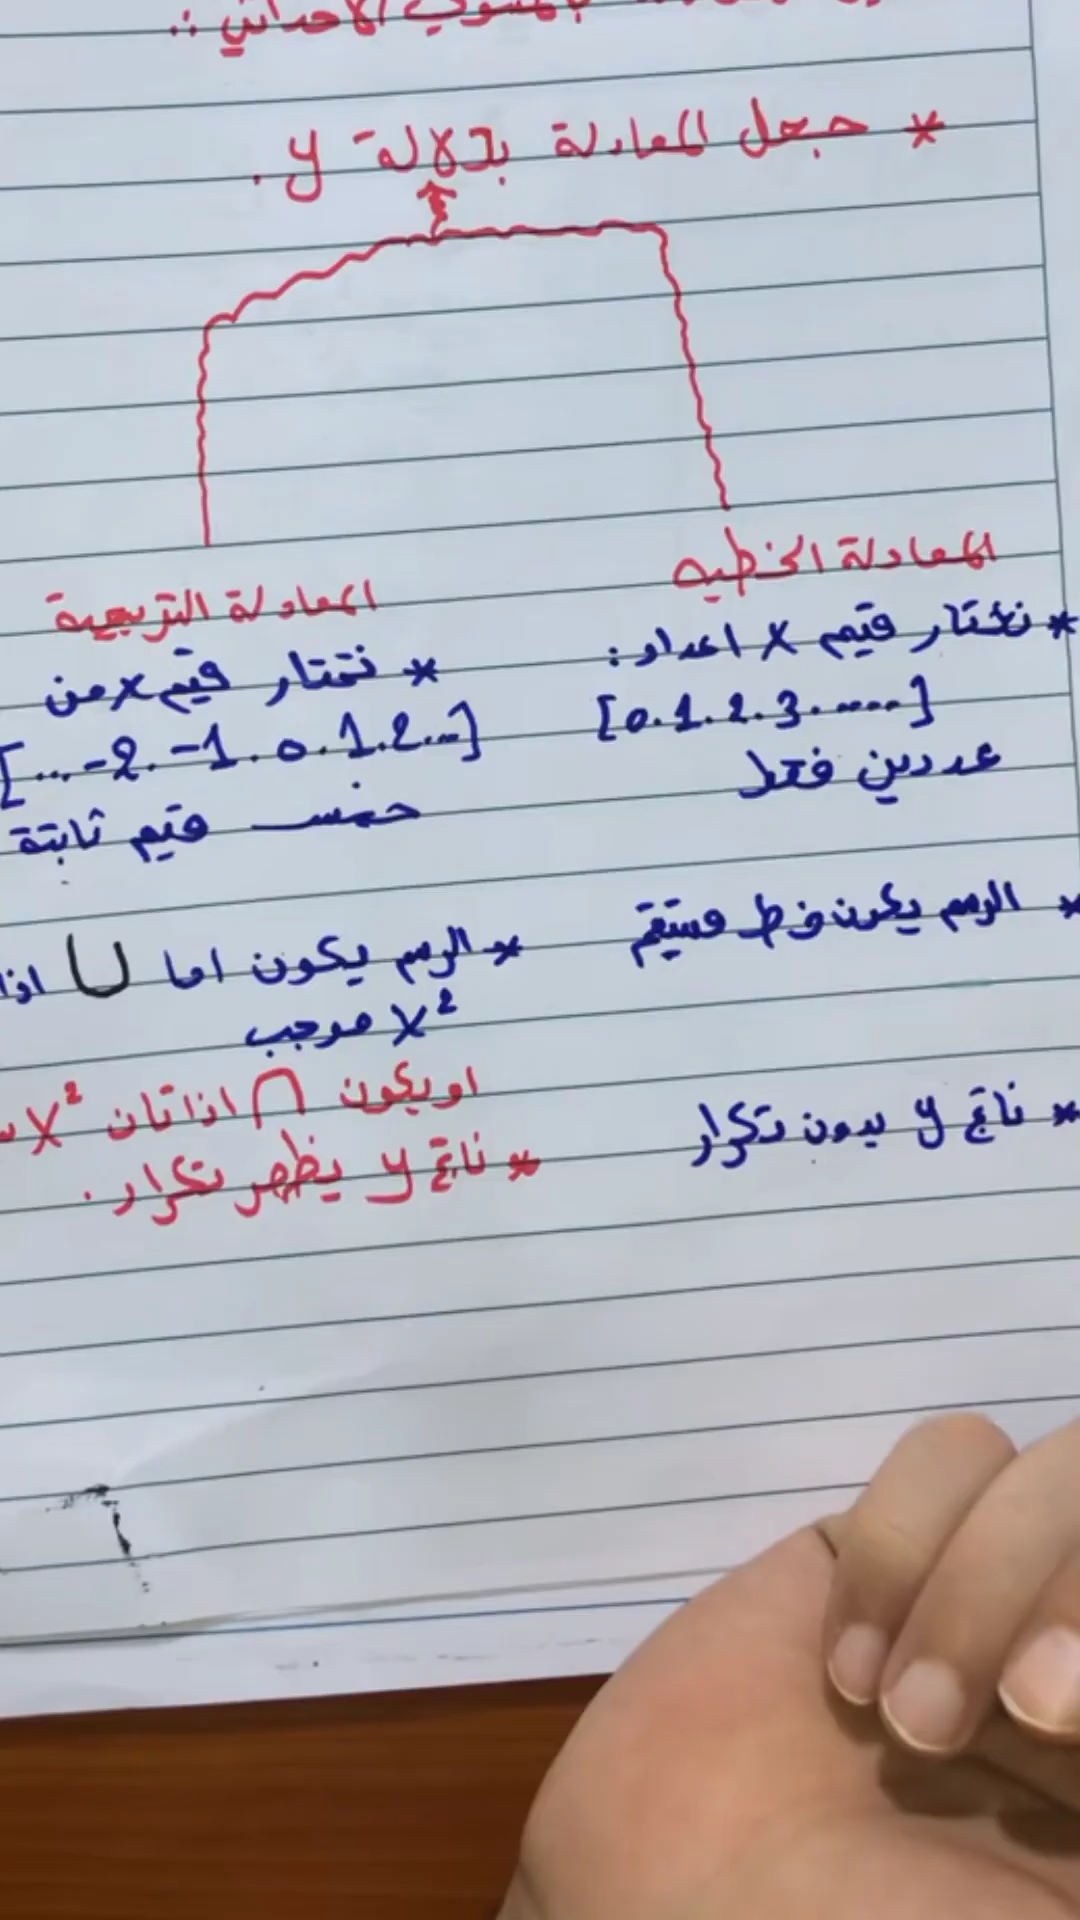 بالمستوي الاحداثي :.
* جعل المعادلة بدلالة y .
المعادلة الخطيه
* نختار قيم x اعداد :
[0.1.2.3.....]
عددين فقط
* الرسم يكون خط مستقيم
* ناتج y بدون تكرار
المعادلة التربيعية
* نختار قيم x من
[...-2.-1.0.1.2...]
خمس قيم ثابتة
* الرسم يكون اما U اذا
x² موجب
او يكون ∩ اذا كان x²
* ناتج y يظهر تكرار .